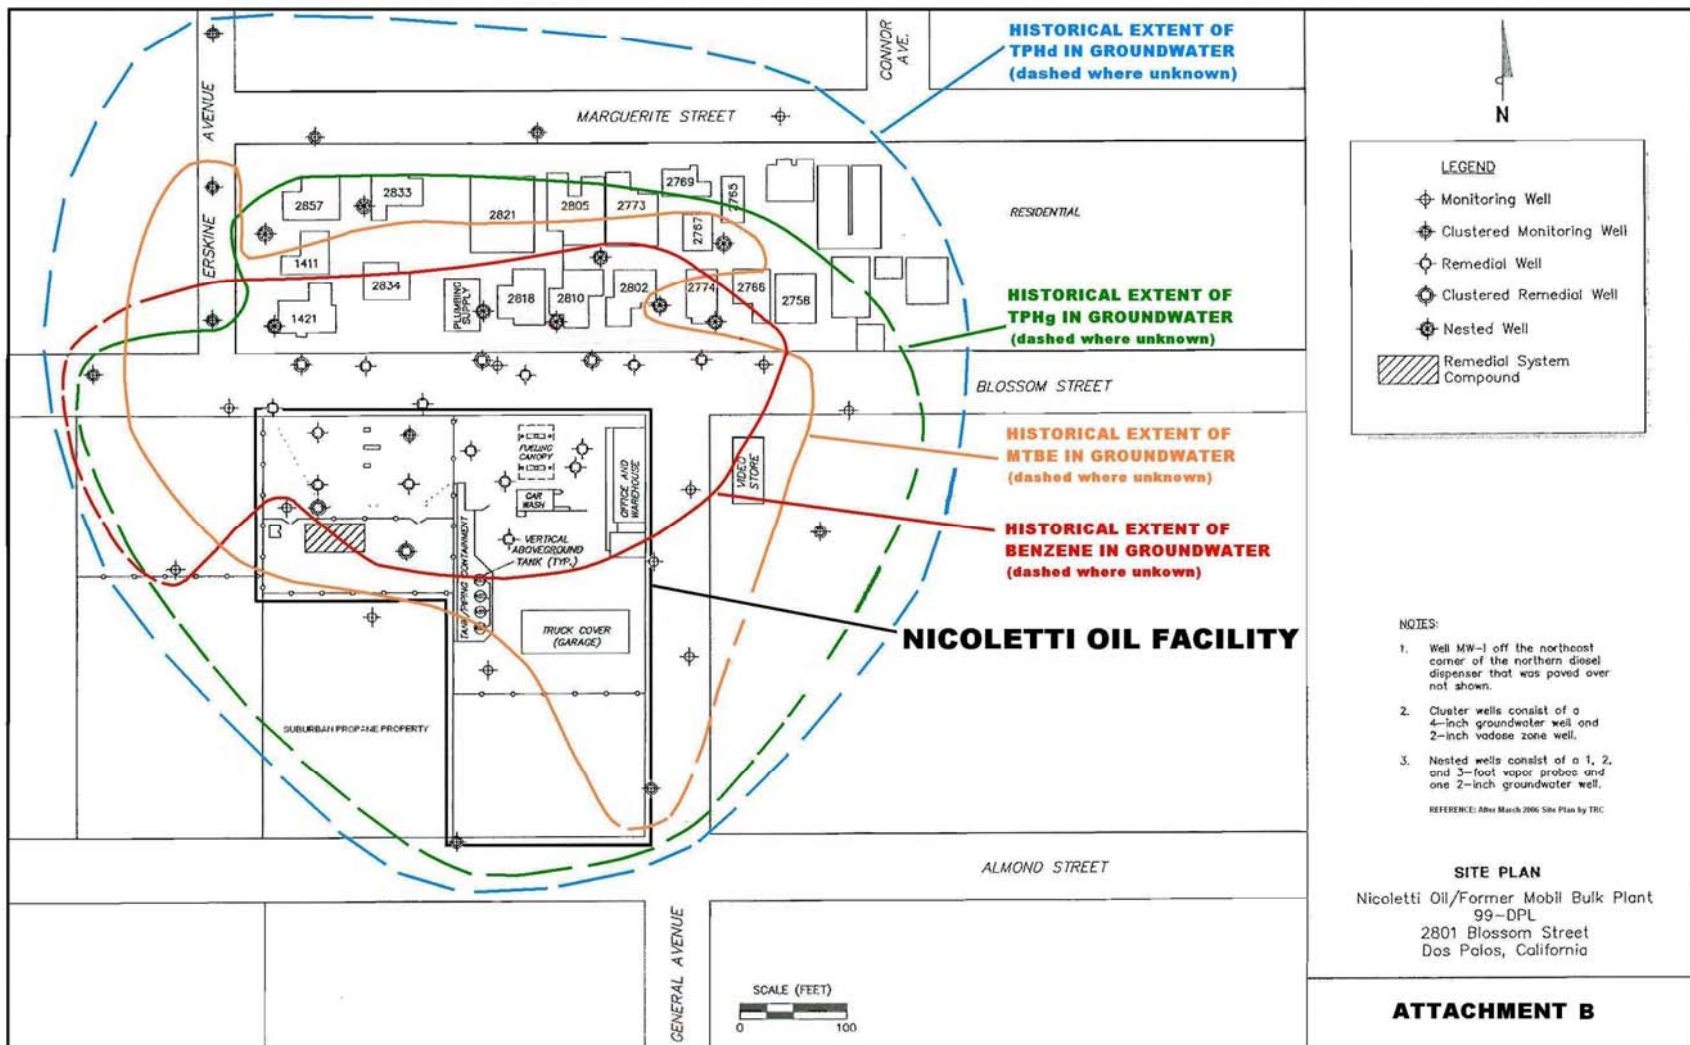 HISTORICAL EXTENT OF
TPHd IN GROUNDWATER
(dashed where unknown)
CONNOR
AVE.
MARGUERITE STREET
ERSKINE AVENUE
N
LEGEND
Monitoring Well
Clustered Monitoring Well
Remedial Well
Clustered Remedial Well
Nested Well
Remedial System
Compound
2857
2833
2821
2805
2773
2769
2765
2767
RESIDENTIAL
1411
2834
1421
PLUMBING
SUPPLY
2818
2810
2802
2774
2766
2758
HISTORICAL EXTENT OF
TPHg IN GROUNDWATER
(dashed where unknown)
BLOSSOM STREET
HISTORICAL EXTENT OF
MTBE IN GROUNDWATER
(dashed where unknown)
FUELING
CANOPY
CAR
WASH
OFFICE AND
WAREHOUSE
VIDEO
STORE
HISTORICAL EXTENT OF
BENZENE IN GROUNDWATER
(dashed where unkown)
VERTICAL
ABOVEGROUND
TANK (TYP.)
TANK/PIPING CONTAINMENT
TRUCK COVER
(GARAGE)
NICOLETTI OIL FACILITY
SUBURBAN PROPANE PROPERTY
NOTES:
1. Well MW-1 off the northeast
corner of the northern diesel
dispenser that was paved over
not shown.
2. Cluster wells consist of a
4-inch groundwater well and
2-inch vadose zone well.
3. Nested wells consist of a 1, 2,
and 3-foot vapor probes and
one 2-inch groundwater well.
REFERENCE: After March 2006 Site Plan by TRC
ALMOND STREET
GENERAL AVENUE
SCALE (FEET)
0 100
SITE PLAN
Nicoletti Oil/Former Mobil Bulk Plant
99-DPL
2801 Blossom Street
Dos Palos, California
ATTACHMENT B